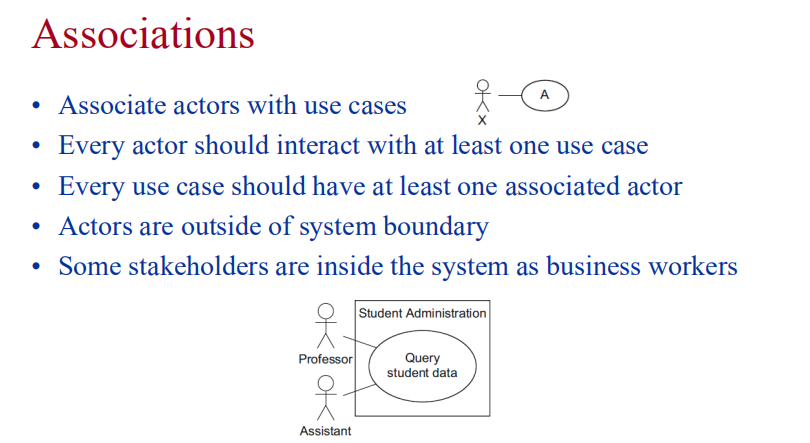 Associations
• Associate actors with use cases
A
X
• Every actor should interact with at least one use case
• Every use case should have at least one associated actor
• Actors are outside of system boundary
• Some stakeholders are inside the system as business workers
Student Administration
Professor
Query
student data
Assistant